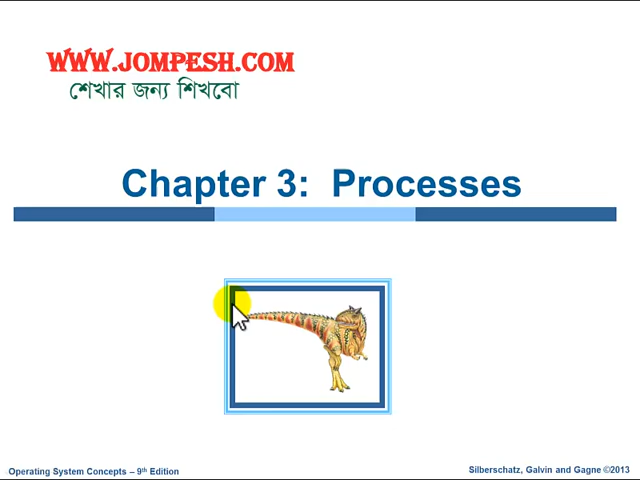 WWW.JOMPESH.COM
শেখার জন্য শিখবো
Chapter 3: Processes
Operating System Concepts – 9th Edition
Silberschatz, Galvin and Gagne ©2013